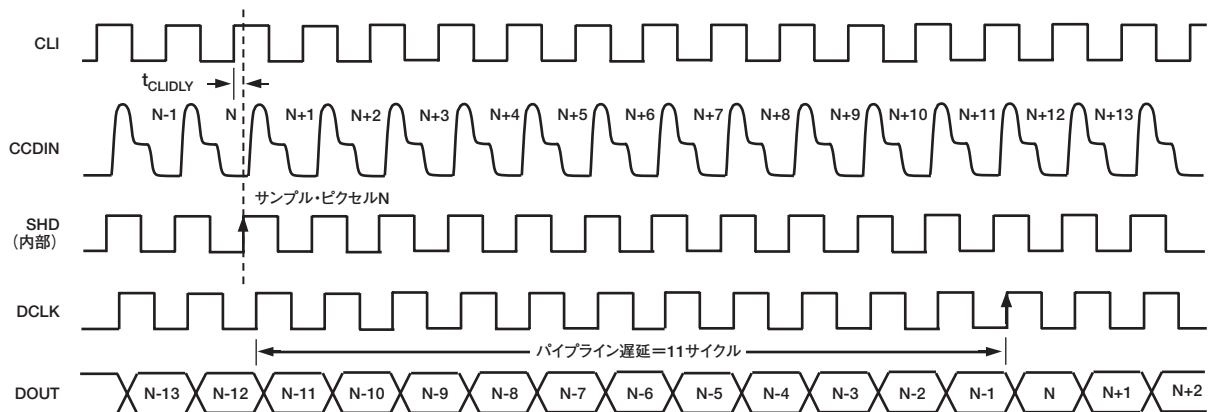 CLI
tCLIDLY
N-1 N N+1 N+2 N+3 N+4 N+5 N+6 N+7 N+8 N+9 N+10 N+11 N+12 N+13
CCDIN
サンプル・ピクセルN
SHD
(内部)
DCLK
パイプライン遅延=11サイクル
DOUT N-13 N-12 N-11 N-10 N-9 N-8 N-7 N-6 N-5 N-4 N-3 N-2 N-1 N N+1 N+2